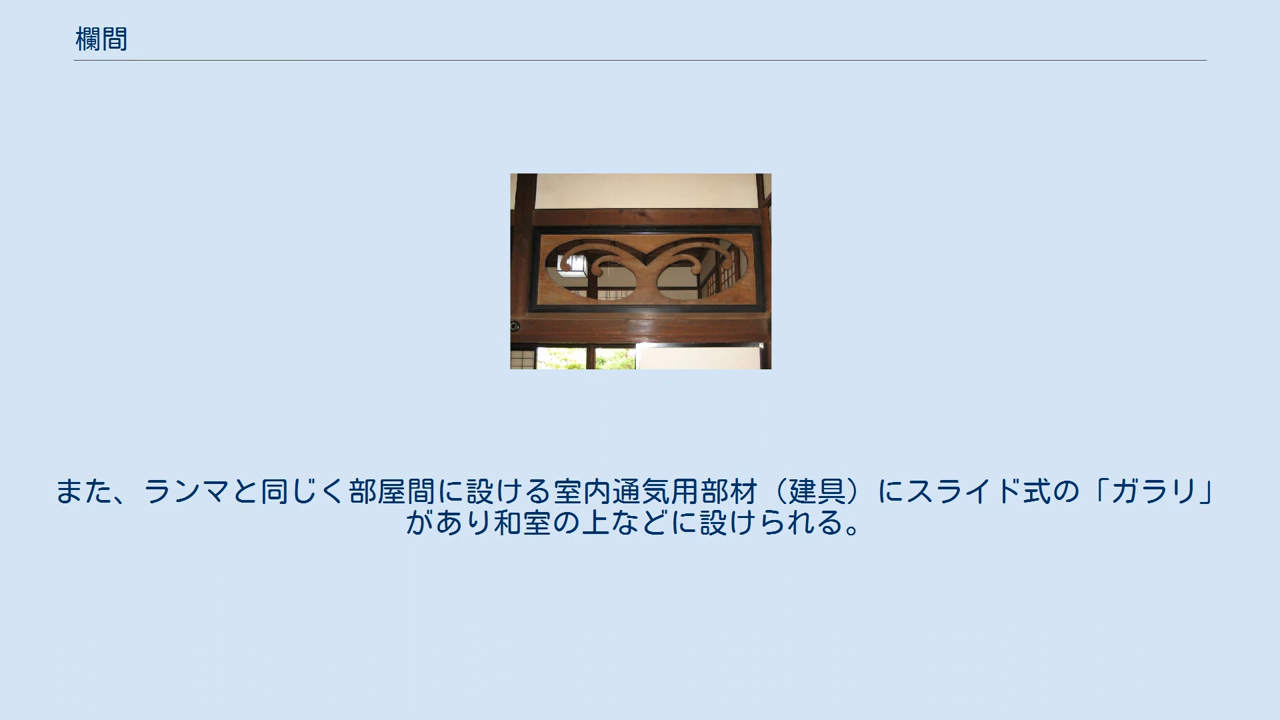 欄間
また、ランマと同じく部屋間に設ける室内通気用部材（建具）にスライド式の「ガラリ」
があり和室の上などに設けられる。